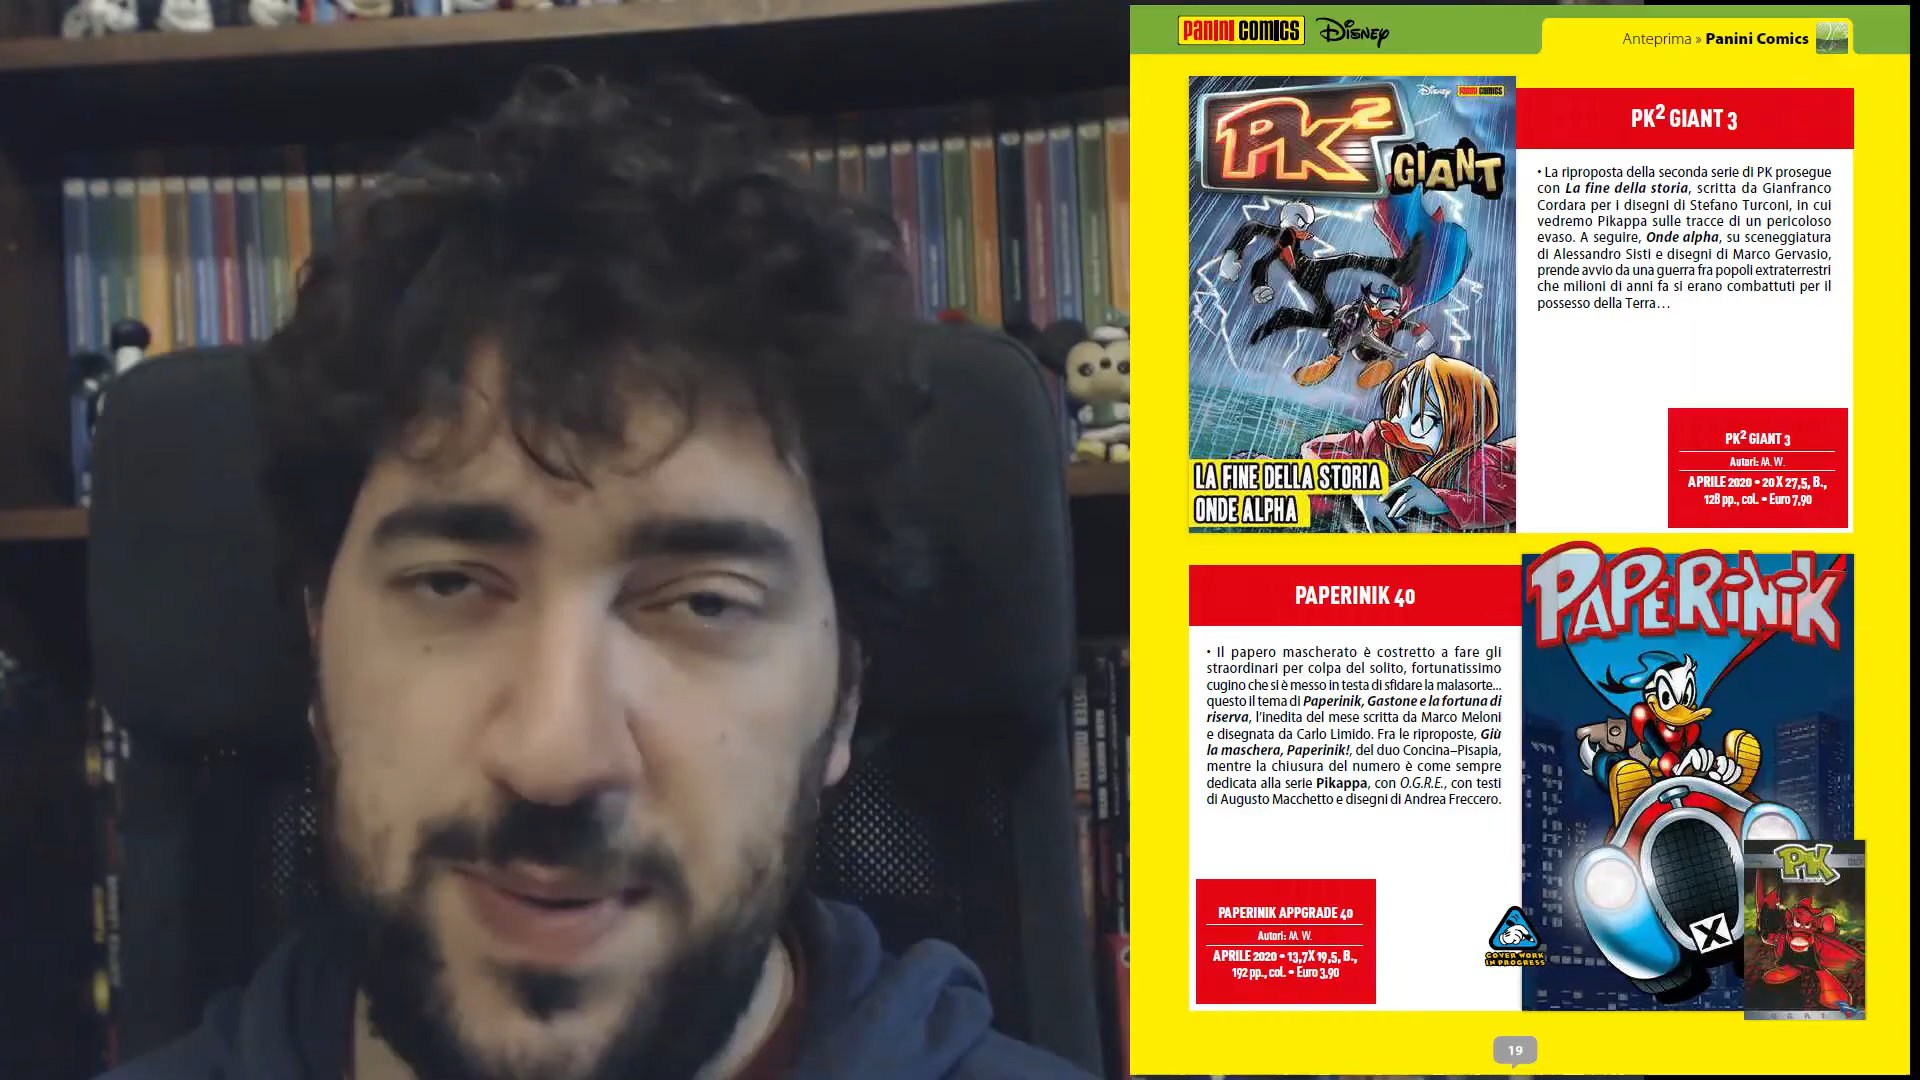 PANINI COMICS Disney
Anteprima » Panini Comics
Disney PANINI COMICS
PK²
GIANT
LA FINE DELLA STORIA
ONDE ALPHA
PK² GIANT 3
• La riproposta della seconda serie di PK prosegue
con La fine della storia, scritta da Gianfranco
Cordara per i disegni di Stefano Turconi, in cui
vedremo Pikappa sulle tracce di un pericoloso
evaso. A seguire, Onde alpha, su sceneggiatura
di Alessandro Sisti e disegni di Marco Gervasio,
prende avvio da una guerra fra popoli extraterrestri
che milioni di anni fa si erano combattuti per il
possesso della Terra…
PK² GIANT 3
Autori: AA. VV.
APRILE 2020 • 20 X 27,5, B.,
128 pp., col. • Euro 7,90
PAPERINIK 40
• Il papero mascherato è costretto a fare gli
straordinari per colpa del solito, fortunatissimo
cugino che si è messo in testa di sfidare la malasorte...
questo il tema di Paperinik, Gastone e la fortuna di
riserva, l'inedita del mese scritta da Marco Meloni
e disegnata da Carlo Limido. Fra le riproposte, Giù
la maschera, Paperinik!, del duo Concina–Pisapia,
mentre la chiusura del numero è come sempre
dedicata alla serie Pikappa, con O.G.R.E., con testi
di Augusto Macchetto e disegni di Andrea Freccero.
PAPERINIK APPGRADE 40
Autori: AA. VV.
APRILE 2020 • 13,7X 19,5, B.,
192 pp., col. • Euro 3,90
PAPERINIK
X
COVER WORK
IN PROGRESS
PK
19